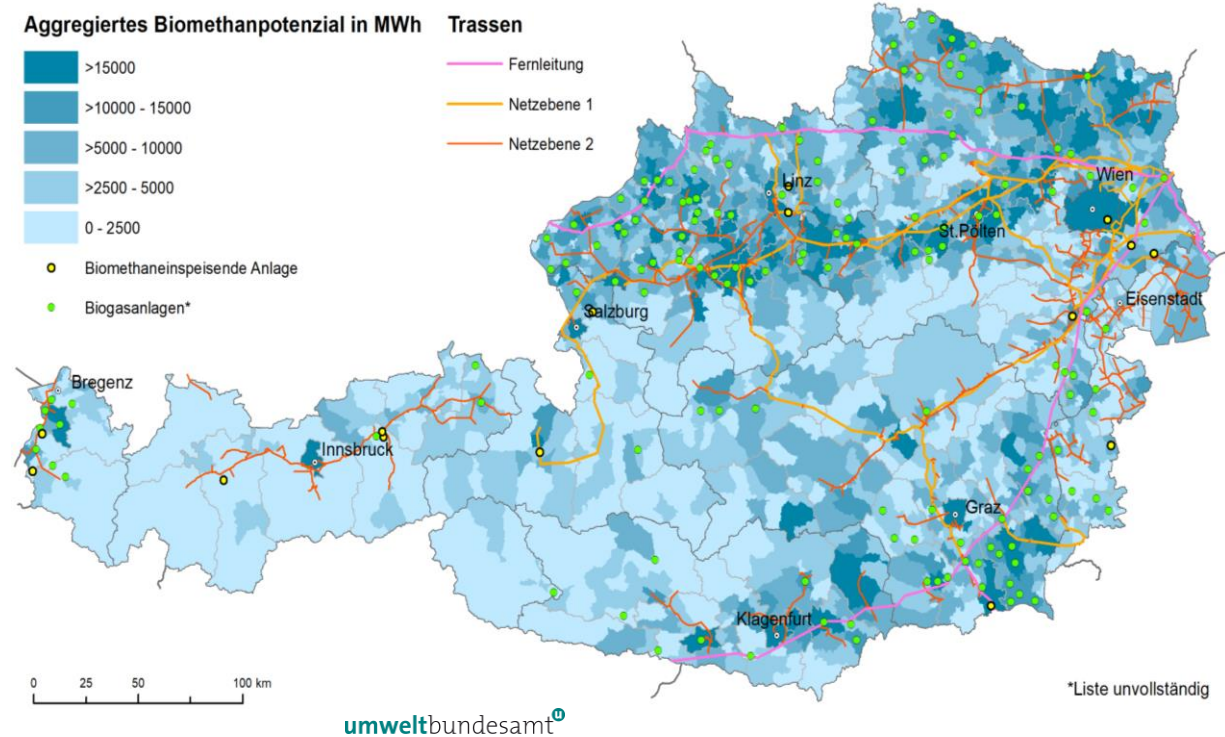 Aggregiertes Biomethanpotenzial in MWh
>15000
>10000 - 15000
>5000 - 10000
>2500 - 5000
0 - 2500
Biomethaneinspeisende Anlage
Biogasanlagen*
Trassen
Fernleitung
Netzebene 1
Netzebene 2
Linz
Wien
St.Pölten
Eisenstadt
Salzburg
Bregenz
Innsbruck
Graz
Klagenfurt
0 25 50 100 km
*Liste unvollständig
umweltbundesamt u